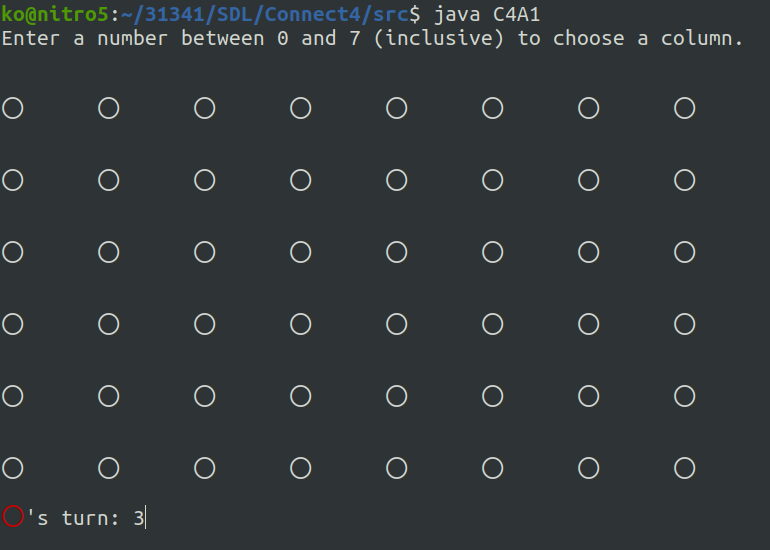 ko@nitro5:~/31341/SDL/Connect4/src$ java C4A1
Enter a number between 0 and 7 (inclusive) to choose a column.
○ ○ ○ ○ ○ ○ ○ ○
○ ○ ○ ○ ○ ○ ○ ○
○ ○ ○ ○ ○ ○ ○ ○
○ ○ ○ ○ ○ ○ ○ ○
○ ○ ○ ○ ○ ○ ○ ○
○ ○ ○ ○ ○ ○ ○ ○
○'s turn: 3